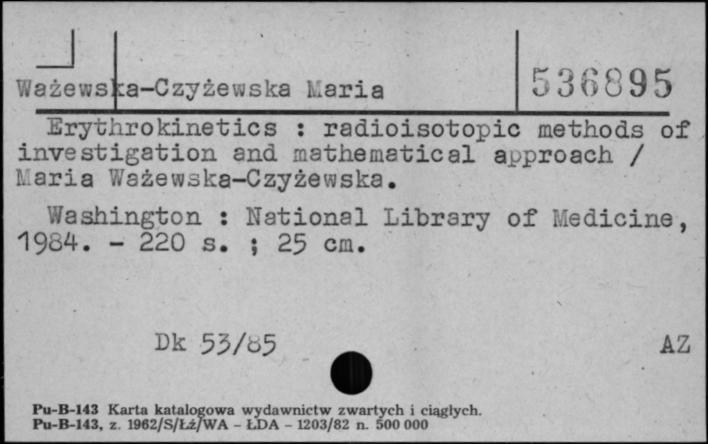 Ważewska-Czyżewska Maria
536895
Erythrokinetics : radioisotopic methods of
investigation and mathematical approach /
Maria Ważewska-Czyżewska.
Washington : National Library of Medicine,
1984. - 220 s. ; 25 cm.
Dk 53/85
AZ
Pu-B-143 Karta katalogowa wydawnictw zwartych i ciągłych.
Pu-B-143, z. 1962/S/Łż/WA - ŁDA - 1203/82 n. 500 000